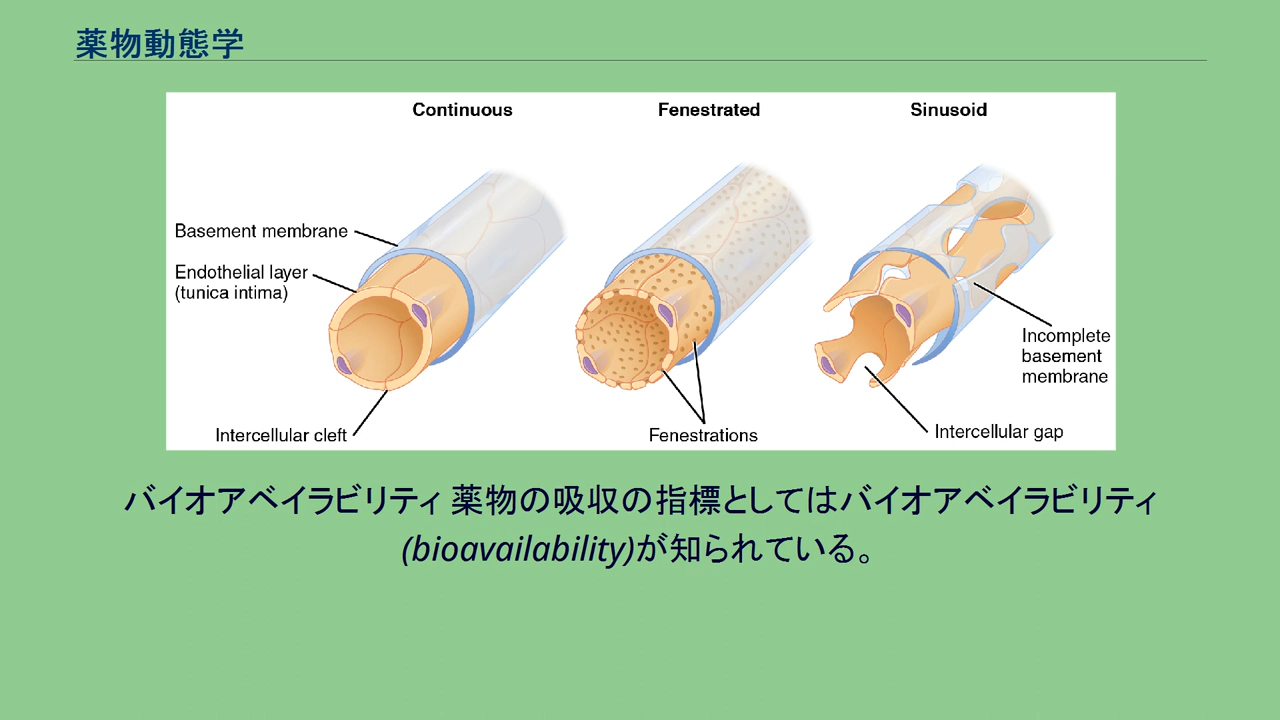 薬物動態学
Continuous
Fenestrated
Sinusoid
Basement membrane
Endothelial layer
(tunica intima)
Intercellular cleft
Fenestrations
Incomplete
basement
membrane
Intercellular gap
バイオアベイラビリティ 薬物の吸収の指標としてはバイオアベイラビリティ
(bioavailability)が知られている。